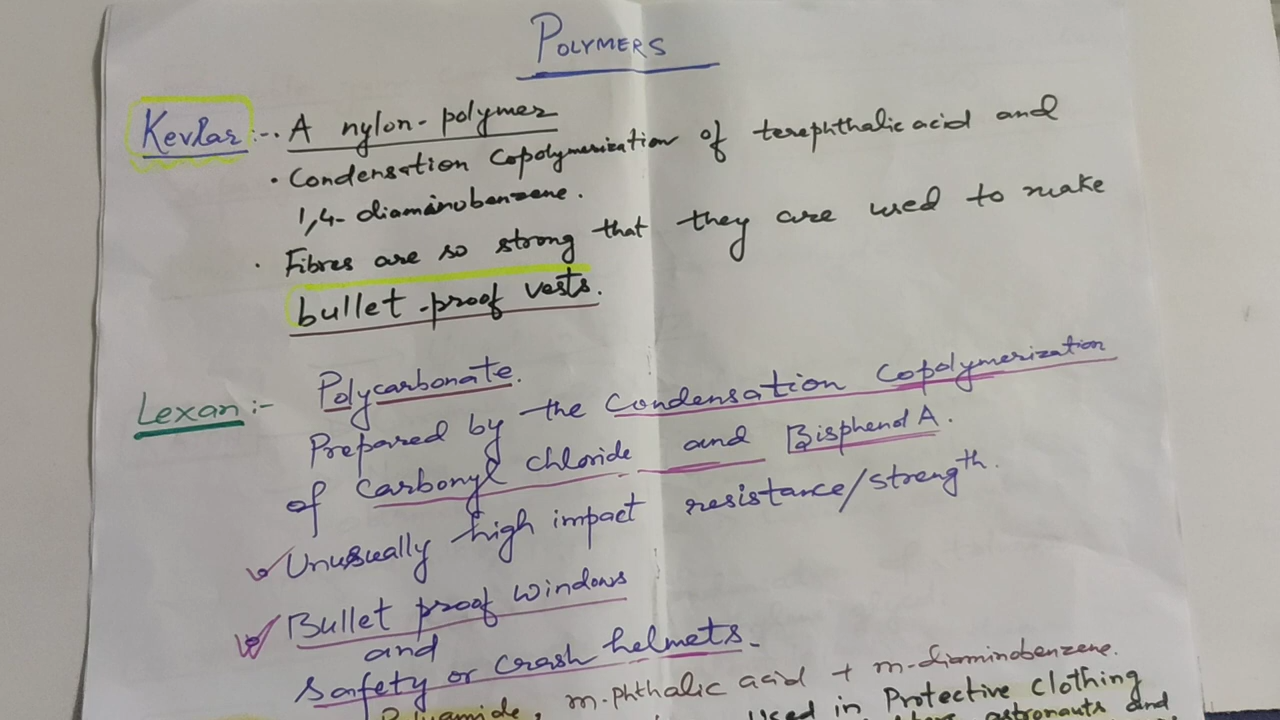 POLYMERS
Kevlar :- · A nylon-polymer
· Condensation Copolymerization of terephthalic acid and
1,4-diaminobenzene.
· Fibres are so strong that they are used to make
bullet-proof vests.
Lexan :- Polycarbonate.
Prepared by the Condensation Copolymerization
of Carbonyl chloride and Bisphenol A.
Unusually high impact resistance/strength.
Bullet proof windows
and
Safety or crash helmets.
Polyamide, m-phthalic acid + m-diaminobenzene.
Used in Protective clothing
astronauts and